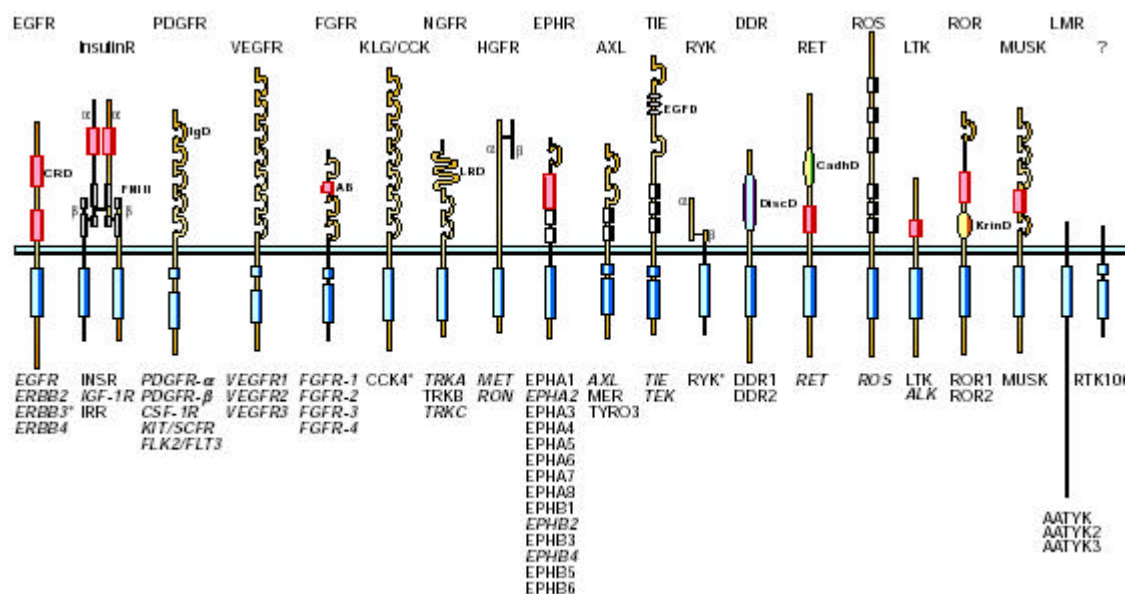 EGFR PDGFR FGFR NGFR EPHR TIE DDR ROS ROR LMR
InsulinR VEGFR KLG/CCK HGFR AXL RYK RET LTK MUSK ?
α α
IgD
EGFD
α β
AB
LRD
CadhD
CRD
FNIII
β
α β
DiscD
KrinD
EGFR
ERBB2
ERBB3*
ERBB4
INSR
IGF-1R
IRR
PDGFR-α
PDGFR-β
CSF-1R
KIT/SCFR
FLK2/FLT3
VEGFR1
VEGFR2
VEGFR3
FGFR-1
FGFR-2
FGFR-3
FGFR-4
CCK4*
TRKA
TRKB
TRKC
MET
RON
EPHA1
EPHA2
EPHA3
EPHA4
EPHA5
EPHA6
EPHA7
EPHA8
EPHB1
EPHB2
EPHB3
EPHB4
EPHB5
EPHB6
AXL
MER
TYRO3
TIE
TEK
RYK*
DDR1
DDR2
RET
ROS
LTK
ALK
ROR1
ROR2
MUSK
AATYK
AATYK2
AATYK3
RTK106